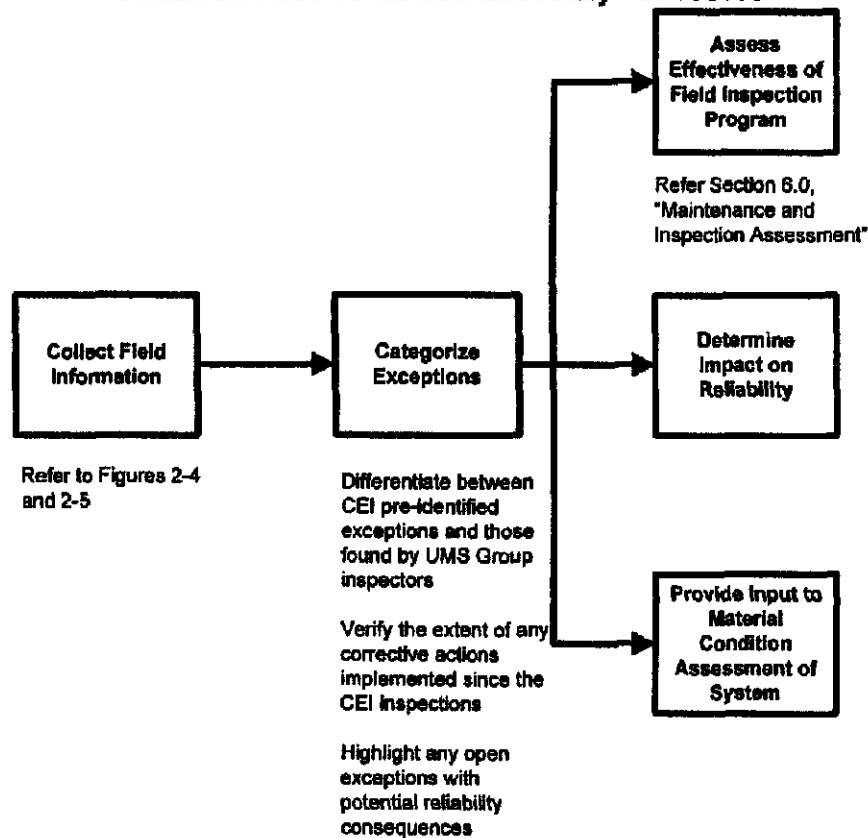 Assess
Effectiveness of
Field Inspection
Program
Refer Section 6.0,
"Maintenance and
Inspection Assessment"
Collect Field
Information
Refer to Figures 2-4
and 2-5
Categorize
Exceptions
Differentiate between
CEI pre-identified
exceptions and those
found by UMS Group
inspectors
Verify the extent of any
corrective actions
implemented since the
CEI inspections
Highlight any open
exceptions with
potential reliability
consequences
Determine
Impact on
Reliability
Provide Input to
Material
Condition
Assessment of
System